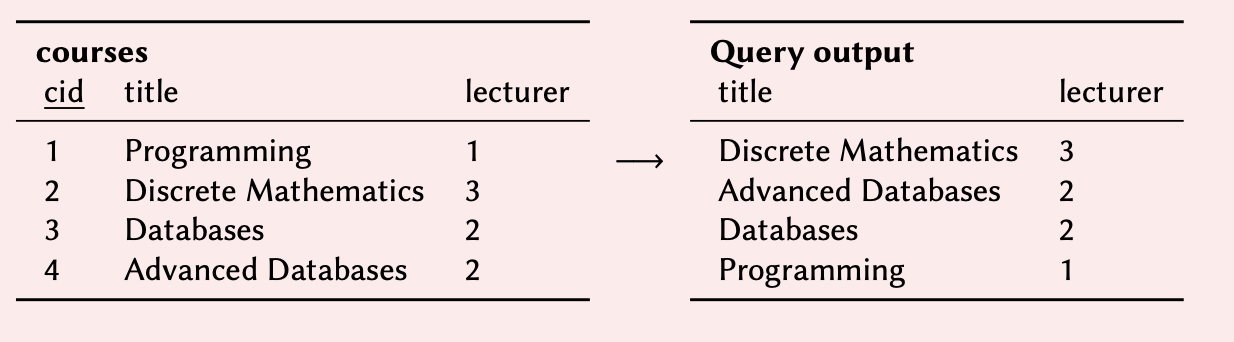 courses
cid title lecturer
1 Programming 1
2 Discrete Mathematics 3
3 Databases 2
4 Advanced Databases 2
⟶
Query output
title lecturer
Discrete Mathematics 3
Advanced Databases 2
Databases 2
Programming 1